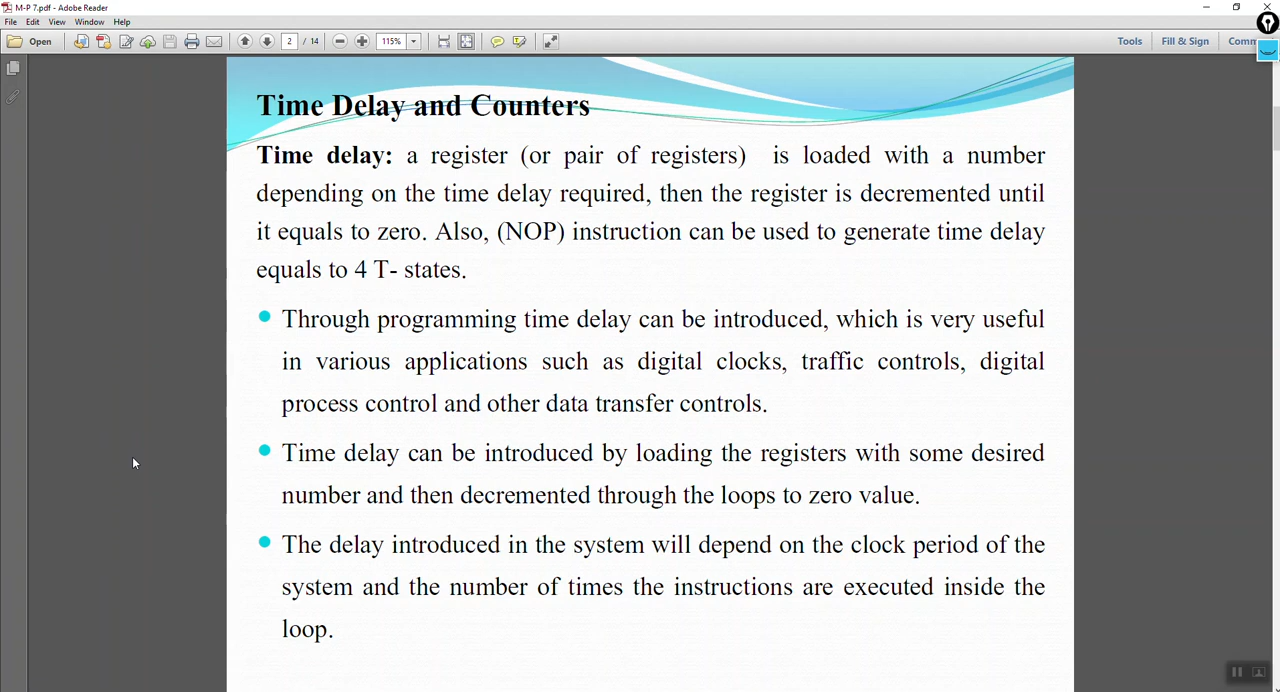 M-P 7.pdf - Adobe Reader
File Edit View Window Help
Open 2 / 14 115% Tools Fill & Sign
Time Delay and Counters
Time delay: a register (or pair of registers) is loaded with a number
depending on the time delay required, then the register is decremented until
it equals to zero. Also, (NOP) instruction can be used to generate time delay
equals to 4 T- states.
Through programming time delay can be introduced, which is very useful
in various applications such as digital clocks, traffic controls, digital
process control and other data transfer controls.
Time delay can be introduced by loading the registers with some desired
number and then decremented through the loops to zero value.
The delay introduced in the system will depend on the clock period of the
system and the number of times the instructions are executed inside the
loop.